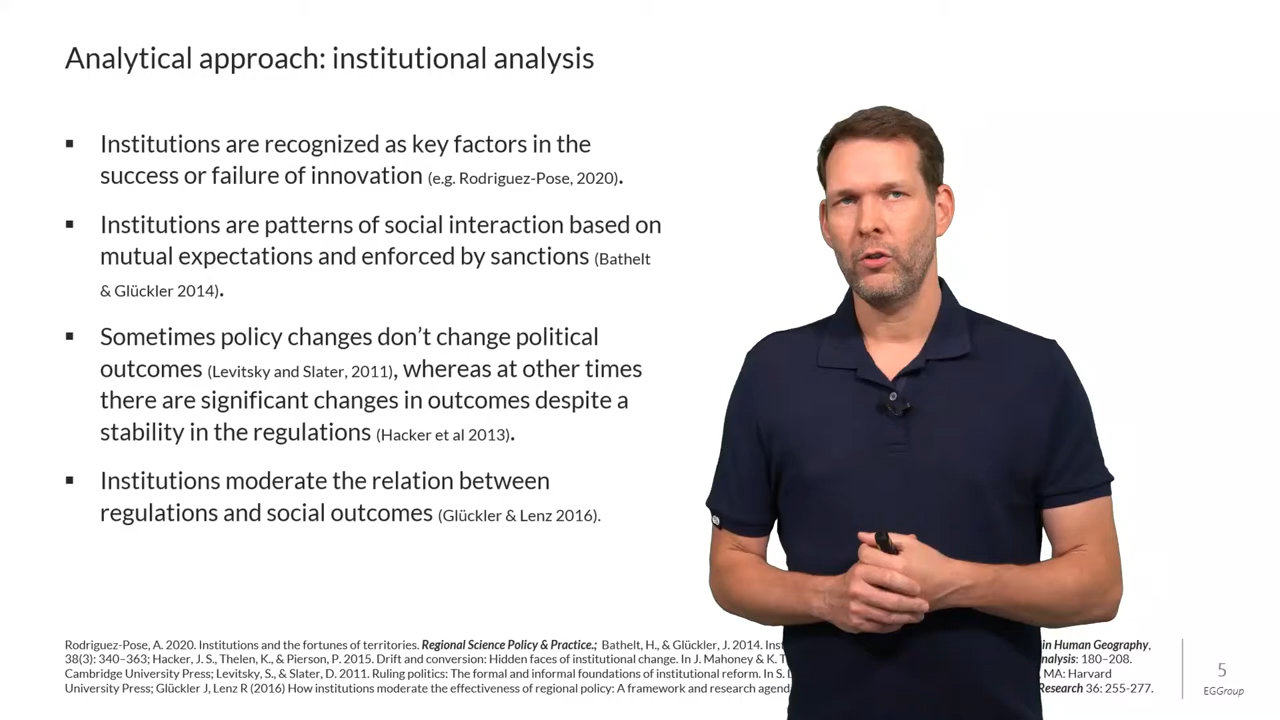 Analytical approach: institutional analysis
▪ Institutions are recognized as key factors in the
success or failure of innovation (e.g. Rodriguez-Pose, 2020).
▪ Institutions are patterns of social interaction based on
mutual expectations and enforced by sanctions (Bathelt
& Glückler 2014).
▪ Sometimes policy changes don’t change political
outcomes (Levitsky and Slater, 2011), whereas at other times
there are significant changes in outcomes despite a
stability in the regulations (Hacker et al 2013).
▪ Institutions moderate the relation between
regulations and social outcomes (Glückler & Lenz 2016).
Rodriguez-Pose, A. 2020. Institutions and the fortunes of territories. Regional Science Policy & Practice.; Bathelt, H., & Glückler, J. 2014. in Human Geography,
38(3): 340–363; Hacker, J. S., Thelen, K., & Pierson, P. 2015. Drift and conversion: Hidden faces of institutional change. In J. Mahoney & K. : 180–208.
Cambridge University Press; Levitsky, S., & Slater, D. 2011. Ruling politics: The formal and informal foundations of institutional reform. In S. , MA: Harvard
University Press; Glückler J, Lenz R (2016) How institutions moderate the effectiveness of regional policy: A framework and research Research 36: 255-277.
5
EGGroup